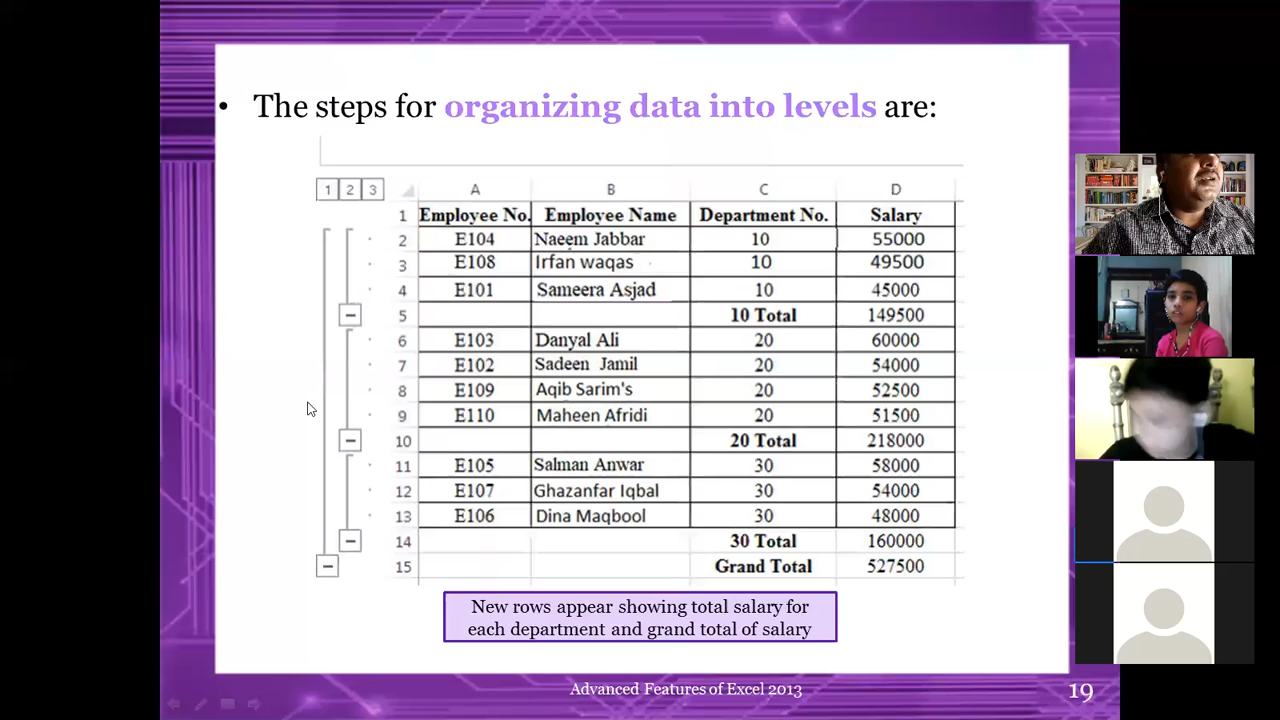 • The steps for organizing data into levels are:
1 2 3 A B C D
1 Employee No. Employee Name Department No. Salary
2 E104 Naeem Jabbar 10 55000
3 E108 Irfan waqas 10 49500
4 E101 Sameera Asjad 10 45000
5 10 Total 149500
6 E103 Danyal Ali 20 60000
7 E102 Sadeen Jamil 20 54000
8 E109 Aqib Sarim's 20 52500
9 E110 Maheen Afridi 20 51500
10 20 Total 218000
11 E105 Salman Anwar 30 58000
12 E107 Ghazanfar Iqbal 30 54000
13 E106 Dina Maqbool 30 48000
14 30 Total 160000
15 Grand Total 527500
New rows appear showing total salary for
each department and grand total of salary
Advanced Features of Excel 2013 19